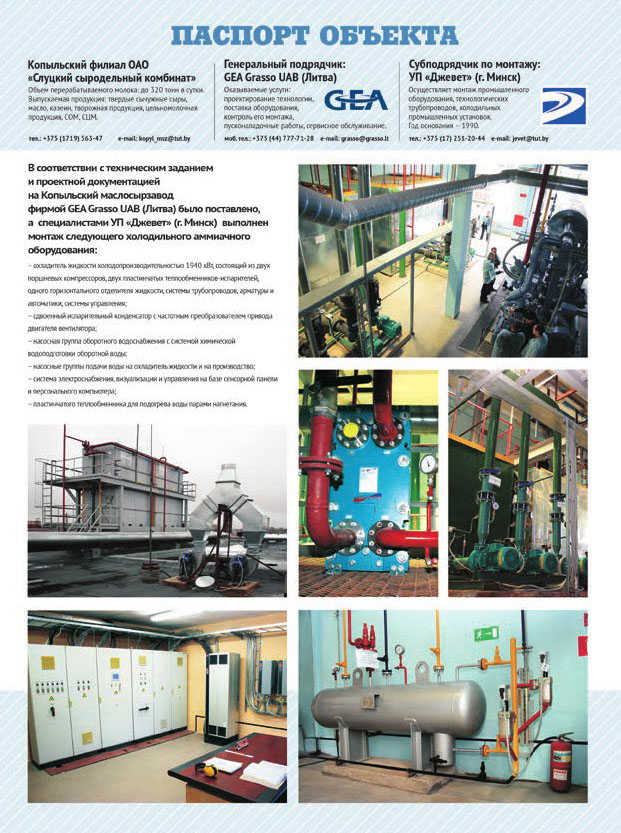 ПАСПОРТ ОБЪЕКТА
Копыльский филиал ОАО
«Слуцкий сыродельный комбинат»
Объем перерабатываемого молока: до 320 тонн в сутки.
Выпускаемая продукция: твердые сычужные сыры,
масло, казеин, творожная продукция, цельномолочная
продукция, СОМ, СЦМ.
тел.: +375 (1719) 563-47 e-mail: kopyl_msz@tut.by
Генеральный подрядчик:
GEA Grasso UAB (Литва)
Оказываемые услуги:
проектирование технологии,
поставка оборудования,
контроль его монтажа,
пусконаладочные работы, сервисное обслуживание.
GEA
моб. тел.: +375 (44) 777-71-28 e-mail: grasso@grasso.lt
Субподрядчик по монтажу:
УП «Джевет» (г. Минск)
Осуществляет монтаж промышленного
оборудования, технологических
трубопроводов, холодильных
промышленных установок.
Год основания – 1990.
тел.: +375 (17) 251-20-44 e-mail: jevet@tut.by
В соответствии с техническим заданием
и проектной документацией
на Копыльский маслосырзавод
фирмой GEA Grasso UAB (Литва) было поставлено,
а специалистами УП «Джевет» (г. Минск) выполнен
монтаж следующего холодильного аммиачного
оборудования:
– охладитель жидкости холодопроизводительностью 1940 кВт, состоящий из двух
поршневых компрессоров, двух пластинчатых теплообменников-испарителей,
одного горизонтального отделителя жидкости, системы трубопроводов, арматуры и
автоматики, системы управления;
– сдвоенный испарительный конденсатор с частотным преобразователем привода
двигателя вентилятора;
– насосная группа оборотного водоснабжения с системой химической
водоподготовки оборотной воды;
– насосные группы подачи воды на охладитель жидкости и на производство;
– система электроснабжения, визуализации и управления на базе сенсорной панели
и персонального компьютера;
– пластинчатого теплообменника для подогрева воды парами нагнетания.